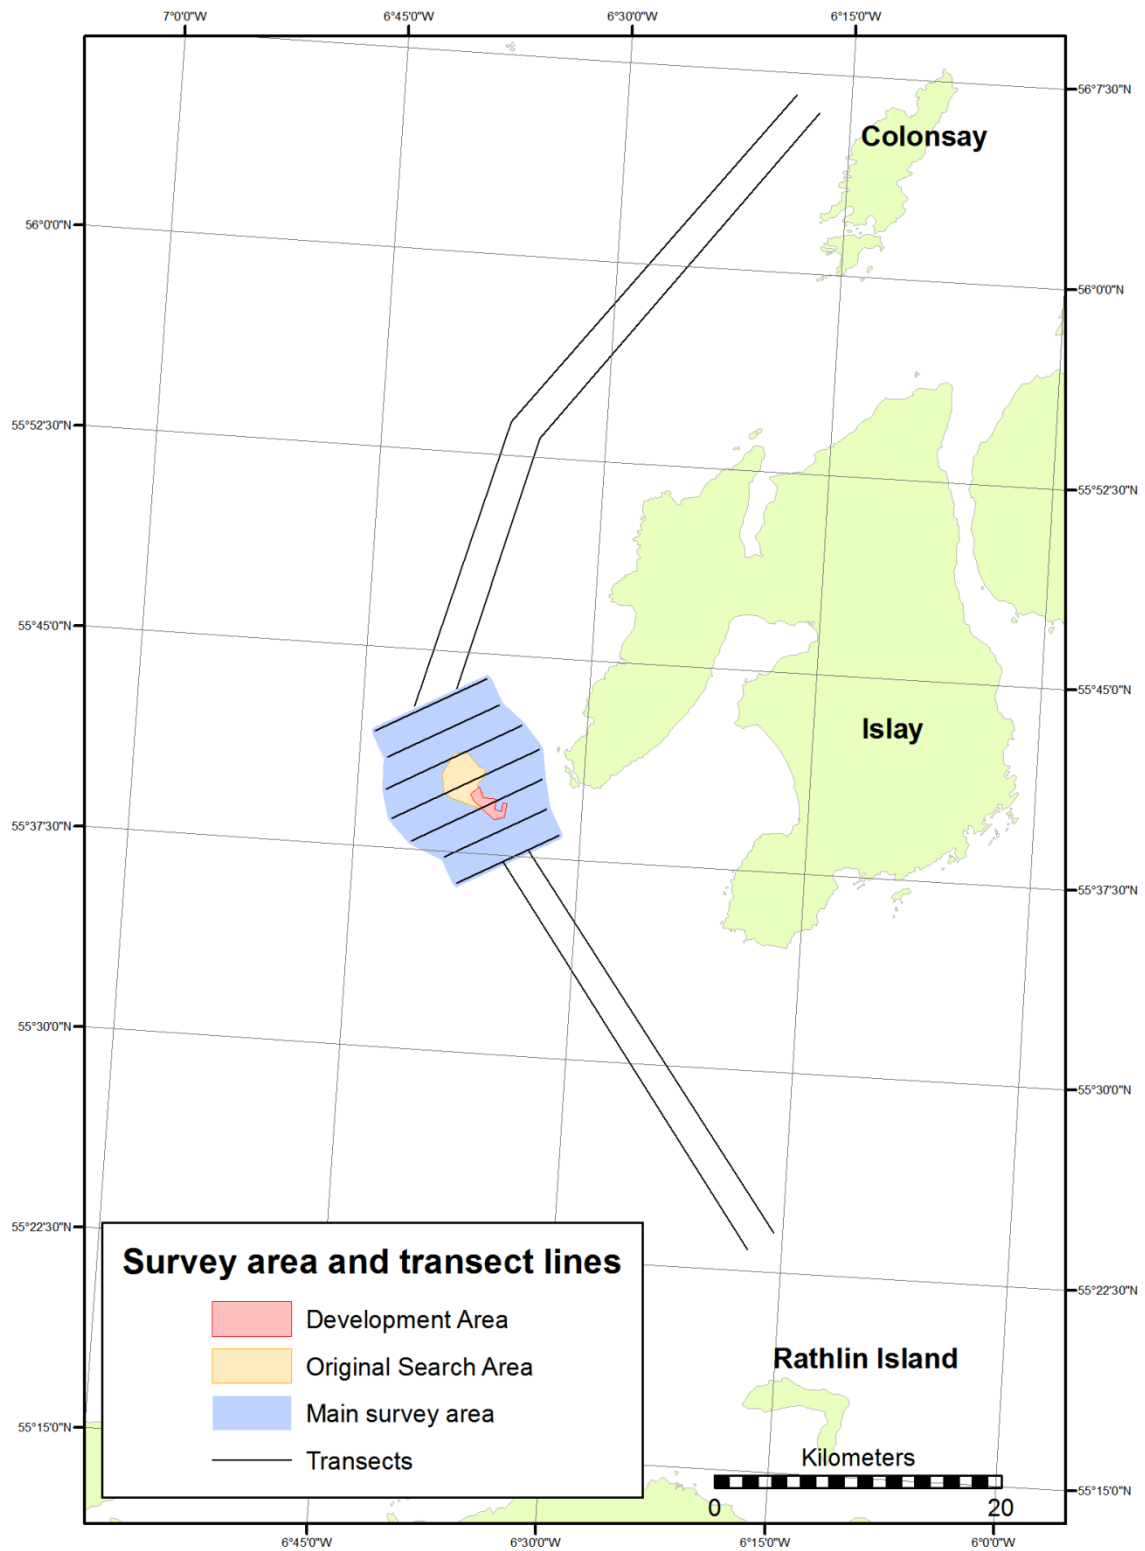 7°0'0"W 6°45'0"W 6°30'0"W 6°15'0"W
56°7'30"N
Colonsay
56°0'0"N
56°0'0"N
55°52'30"N
55°52'30"N
55°45'0"N
55°45'0"N
Islay
55°37'30"N
55°37'30"N
55°30'0"N
55°30'0"N
55°22'30"N
55°22'30"N
Survey area and transect lines
Development Area
Original Search Area
Main survey area
Transects
Rathlin Island
55°15'0"N
Kilometers
0 20
55°15'0"N
6°45'0"W 6°30'0"W 6°15'0"W 6°0'0"W